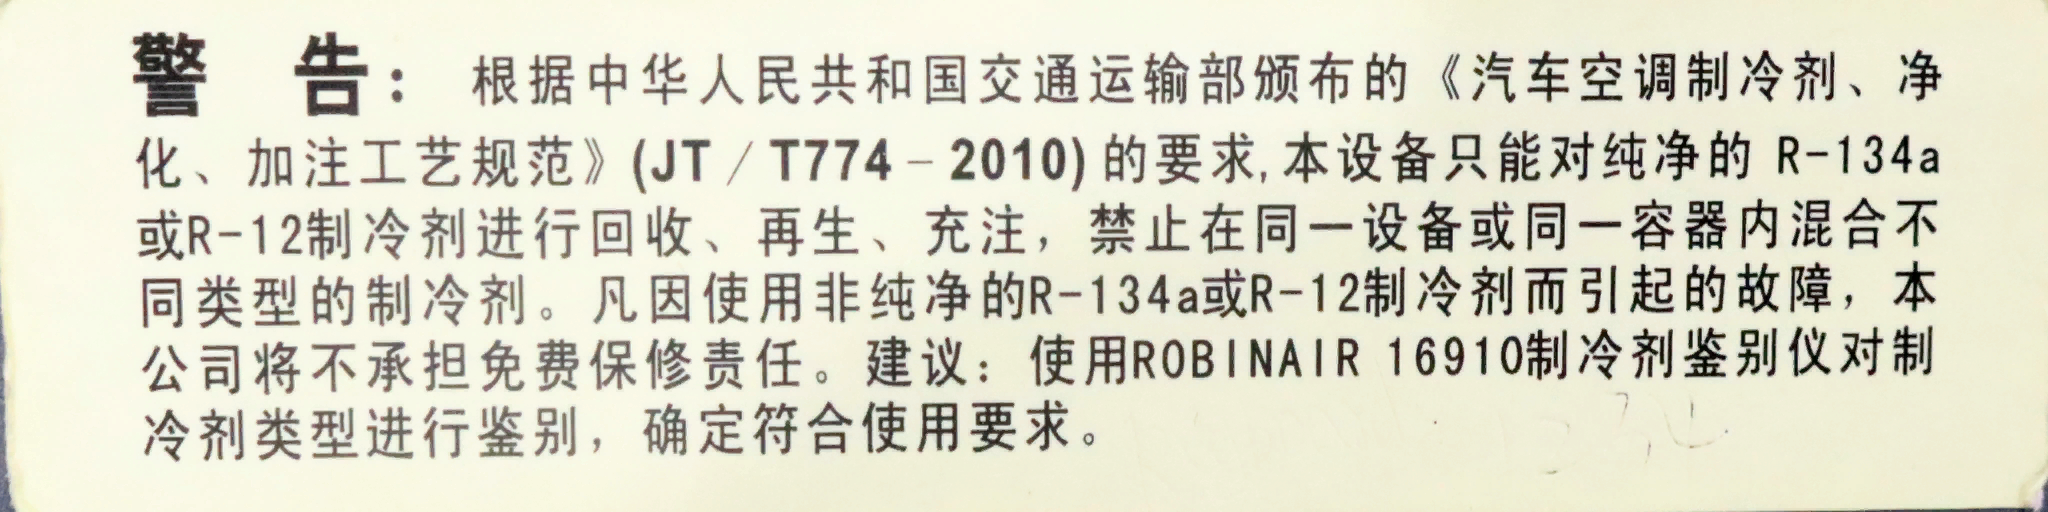 警 告：根据中华人民共和国交通运输部颁布的《汽车空调制冷剂、净
化、加注工艺规范》(JT／T774－2010)的要求,本设备只能对纯净的 R-134a
或R-12制冷剂进行回收、再生、充注，禁止在同一设备或同一容器内混合不
同类型的制冷剂。凡因使用非纯净的R-134a或R-12制冷剂而引起的故障，本
公司将不承担免费保修责任。建议：使用ROBINAIR 16910制冷剂鉴别仪对制
冷剂类型进行鉴别，确定符合使用要求。